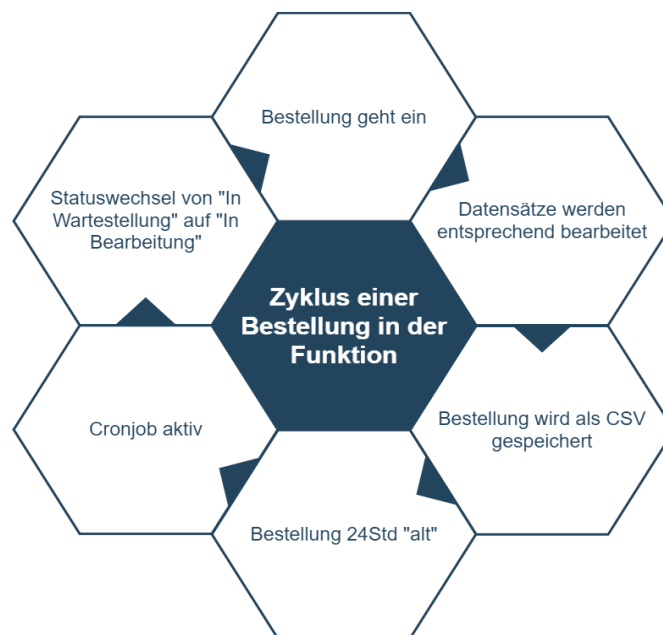 Bestellung geht ein
Datensätze werden
entsprechend bearbeitet
Bestellung wird als CSV
gespeichert
Bestellung 24Std "alt"
Cronjob aktiv
Statuswechsel von "In
Wartestellung" auf "In
Bearbeitung"
Zyklus einer
Bestellung in der
Funktion